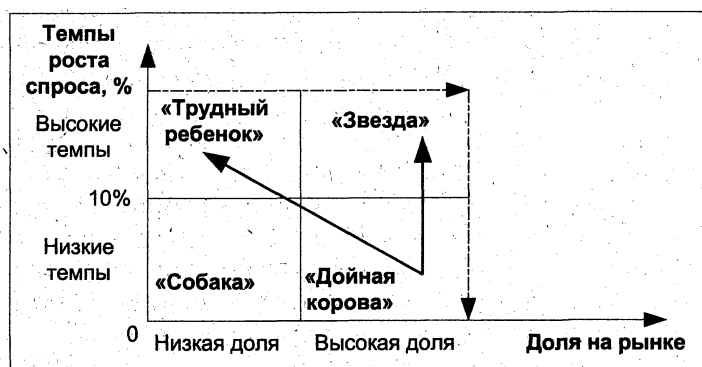 Темпы
роста
спроса, %
«Трудный
ребенок»
«Звезда»
Высокие
темпы
10%
Низкие
темпы
«Собака»
«Дойная
корова»
0
Низкая доля
Высокая доля
Доля на рынке